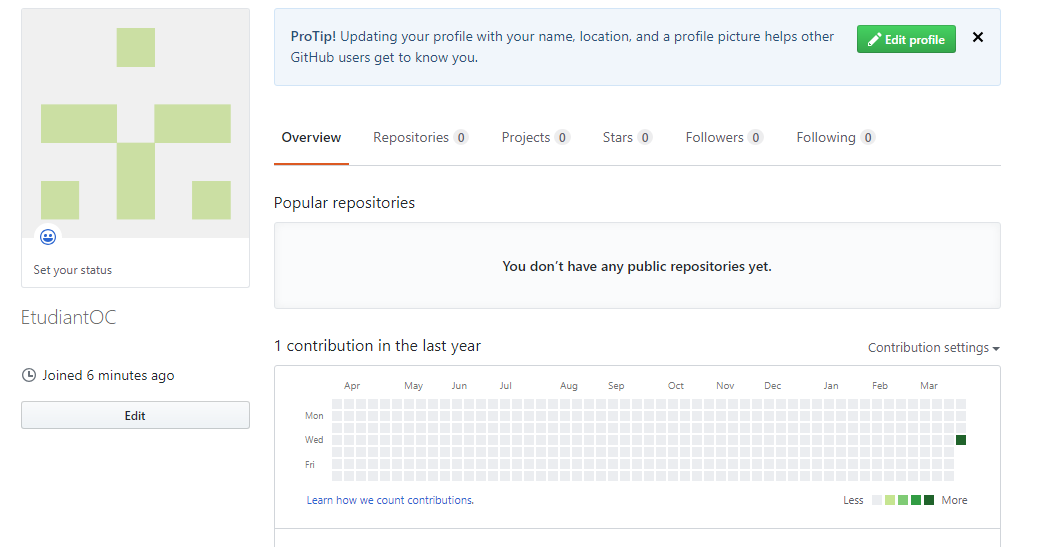 ProTip! Updating your profile with your name, location, and a profile picture helps other
GitHub users get to know you.
Edit profile
Overview
Repositories 0
Projects 0
Stars 0
Followers 0
Following 0
Set your status
EtudiantOC
Joined 6 minutes ago
Edit
Popular repositories
You don’t have any public repositories yet.
1 contribution in the last year
Contribution settings
Apr May Jun Jul Aug Sep Oct Nov Dec Jan Feb Mar
Mon
Wed
Fri
Learn how we count contributions.
Less More